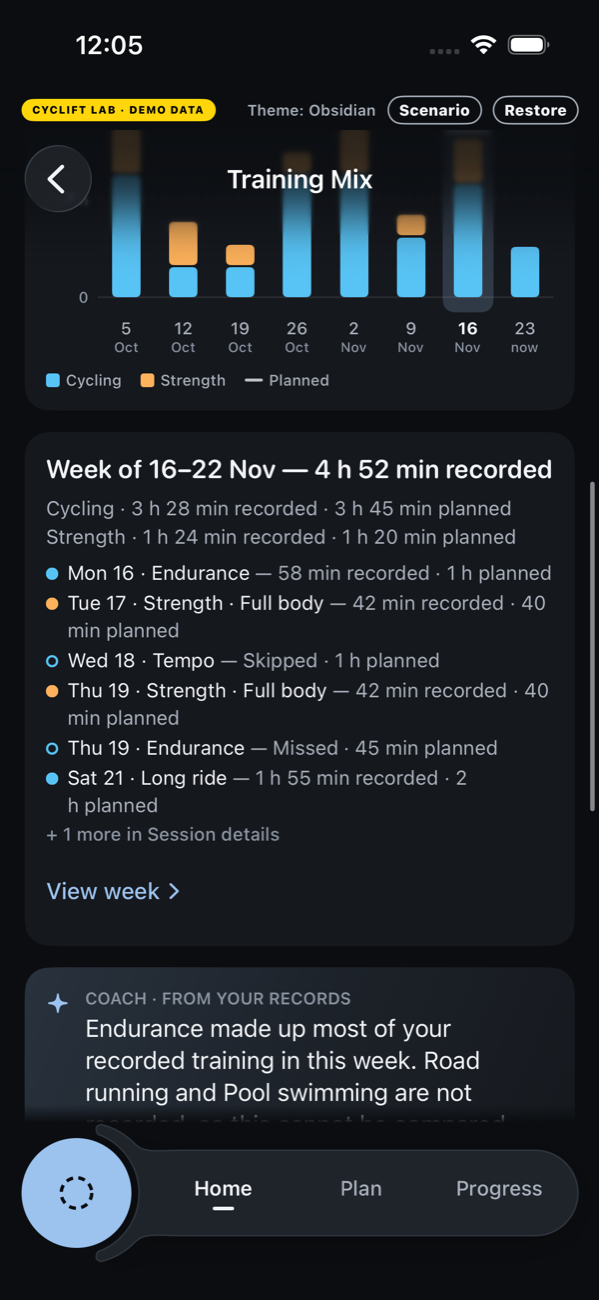 12:05
CYCLIFT LAB · DEMO DATA
Theme: Obsidian
Scenario
Restore
Training Mix
0
5 12 19 26 2 9 16 23
Oct Oct Oct Oct Nov Nov Nov now
Cycling Strength Planned
Week of 16–22 Nov — 4 h 52 min recorded
Cycling · 3 h 28 min recorded · 3 h 45 min planned
Strength · 1 h 24 min recorded · 1 h 20 min planned
Mon 16 · Endurance — 58 min recorded · 1 h planned
Tue 17 · Strength · Full body — 42 min recorded · 40
min planned
Wed 18 · Tempo — Skipped · 1 h planned
Thu 19 · Strength · Full body — 42 min recorded · 40
min planned
Thu 19 · Endurance — Missed · 45 min planned
Sat 21 · Long ride — 1 h 55 min recorded · 2
h planned
+ 1 more in Session details
View week
COACH · FROM YOUR RECORDS
Endurance made up most of your
recorded training in this week. Road
running and Pool swimming are not
recorded, so this cannot be compared
Home
Plan
Progress